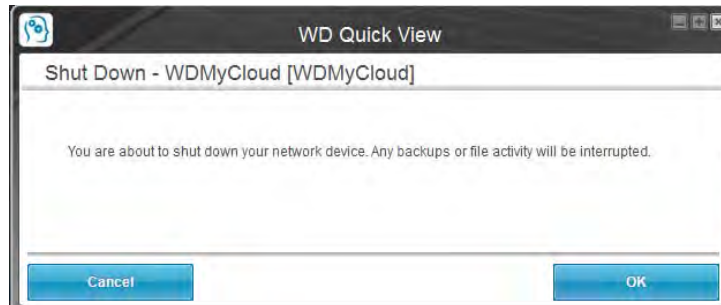 WD Quick View
Shut Down - WDMyCloud [WDMyCloud]
You are about to shut down your network device. Any backups or file activity will be interrupted.
Cancel
OK